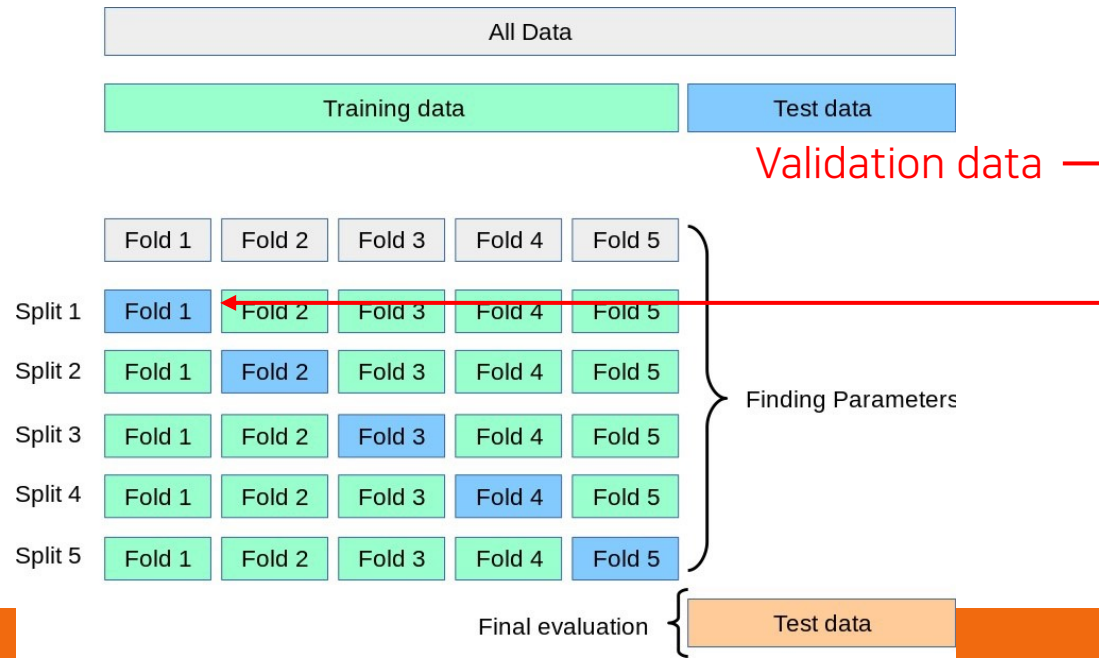 All Data
Training data Test data
Validation data
Fold 1 Fold 2 Fold 3 Fold 4 Fold 5
Split 1 Fold 1 Fold 2 Fold 3 Fold 4 Fold 5
Split 2 Fold 1 Fold 2 Fold 3 Fold 4 Fold 5
Finding Parameters
Split 3 Fold 1 Fold 2 Fold 3 Fold 4 Fold 5
Split 4 Fold 1 Fold 2 Fold 3 Fold 4 Fold 5
Split 5 Fold 1 Fold 2 Fold 3 Fold 4 Fold 5
Final evaluation Test data